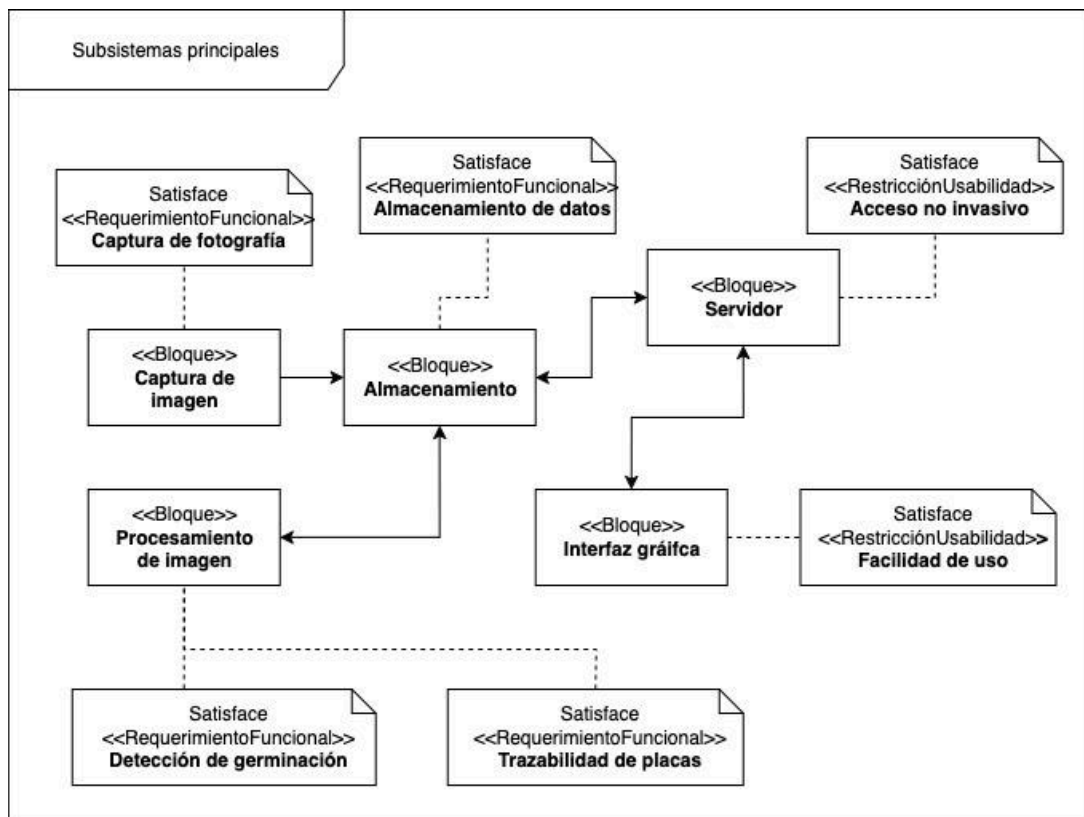 Subsistemas principales
Satisface
<<RequerimientoFuncional>>
Captura de fotografía
Satisface
<<RequerimientoFuncional>>
Almacenamiento de datos
Satisface
<<RestricciónUsabilidad>>
Acceso no invasivo
<<Bloque>>
Captura de
imagen
<<Bloque>>
Almacenamiento
<<Bloque>>
Servidor
<<Bloque>>
Procesamiento
de imagen
<<Bloque>>
Interfaz gráifca
Satisface
<<RestricciónUsabilidad>>
Facilidad de uso
Satisface
<<RequerimientoFuncional>>
Detección de germinación
Satisface
<<RequerimientoFuncional>>
Trazabilidad de placas